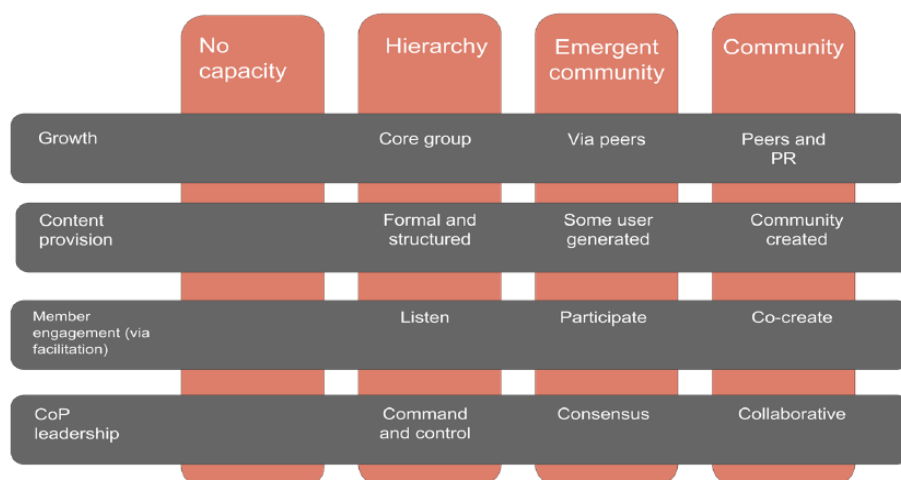 No
capacity
Hierarchy
Emergent
community
Community
Growth
Core group
Via peers
Peers and
PR
Content
provision
Formal and
structured
Some user
generated
Community
created
Member
engagement (via
facilitation)
Listen
Participate
Co-create
CoP
leadership
Command
and control
Consensus
Collaborative